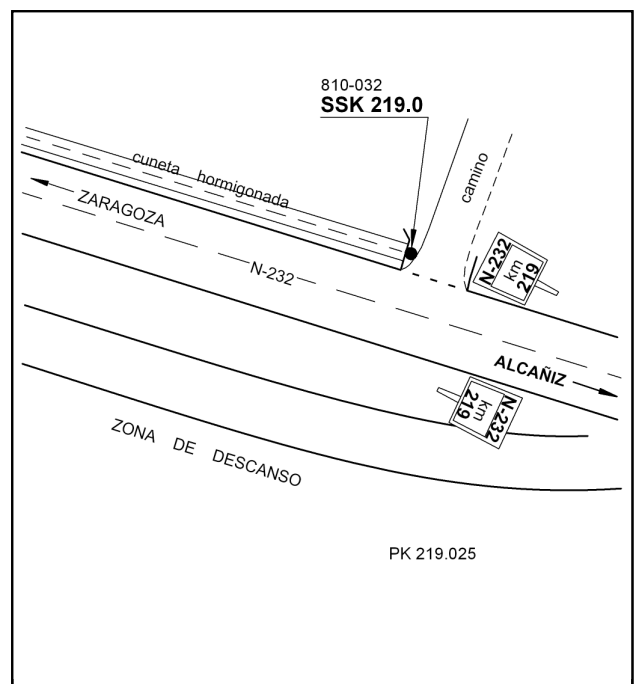 810-032
SSK 219.0
cuneta hormigonada
camino
ZARAGOZA
N-232
N-232
km
219
ALCAÑIZ
N-232
km
219
ZONA DE DESCANSO
PK 219.025